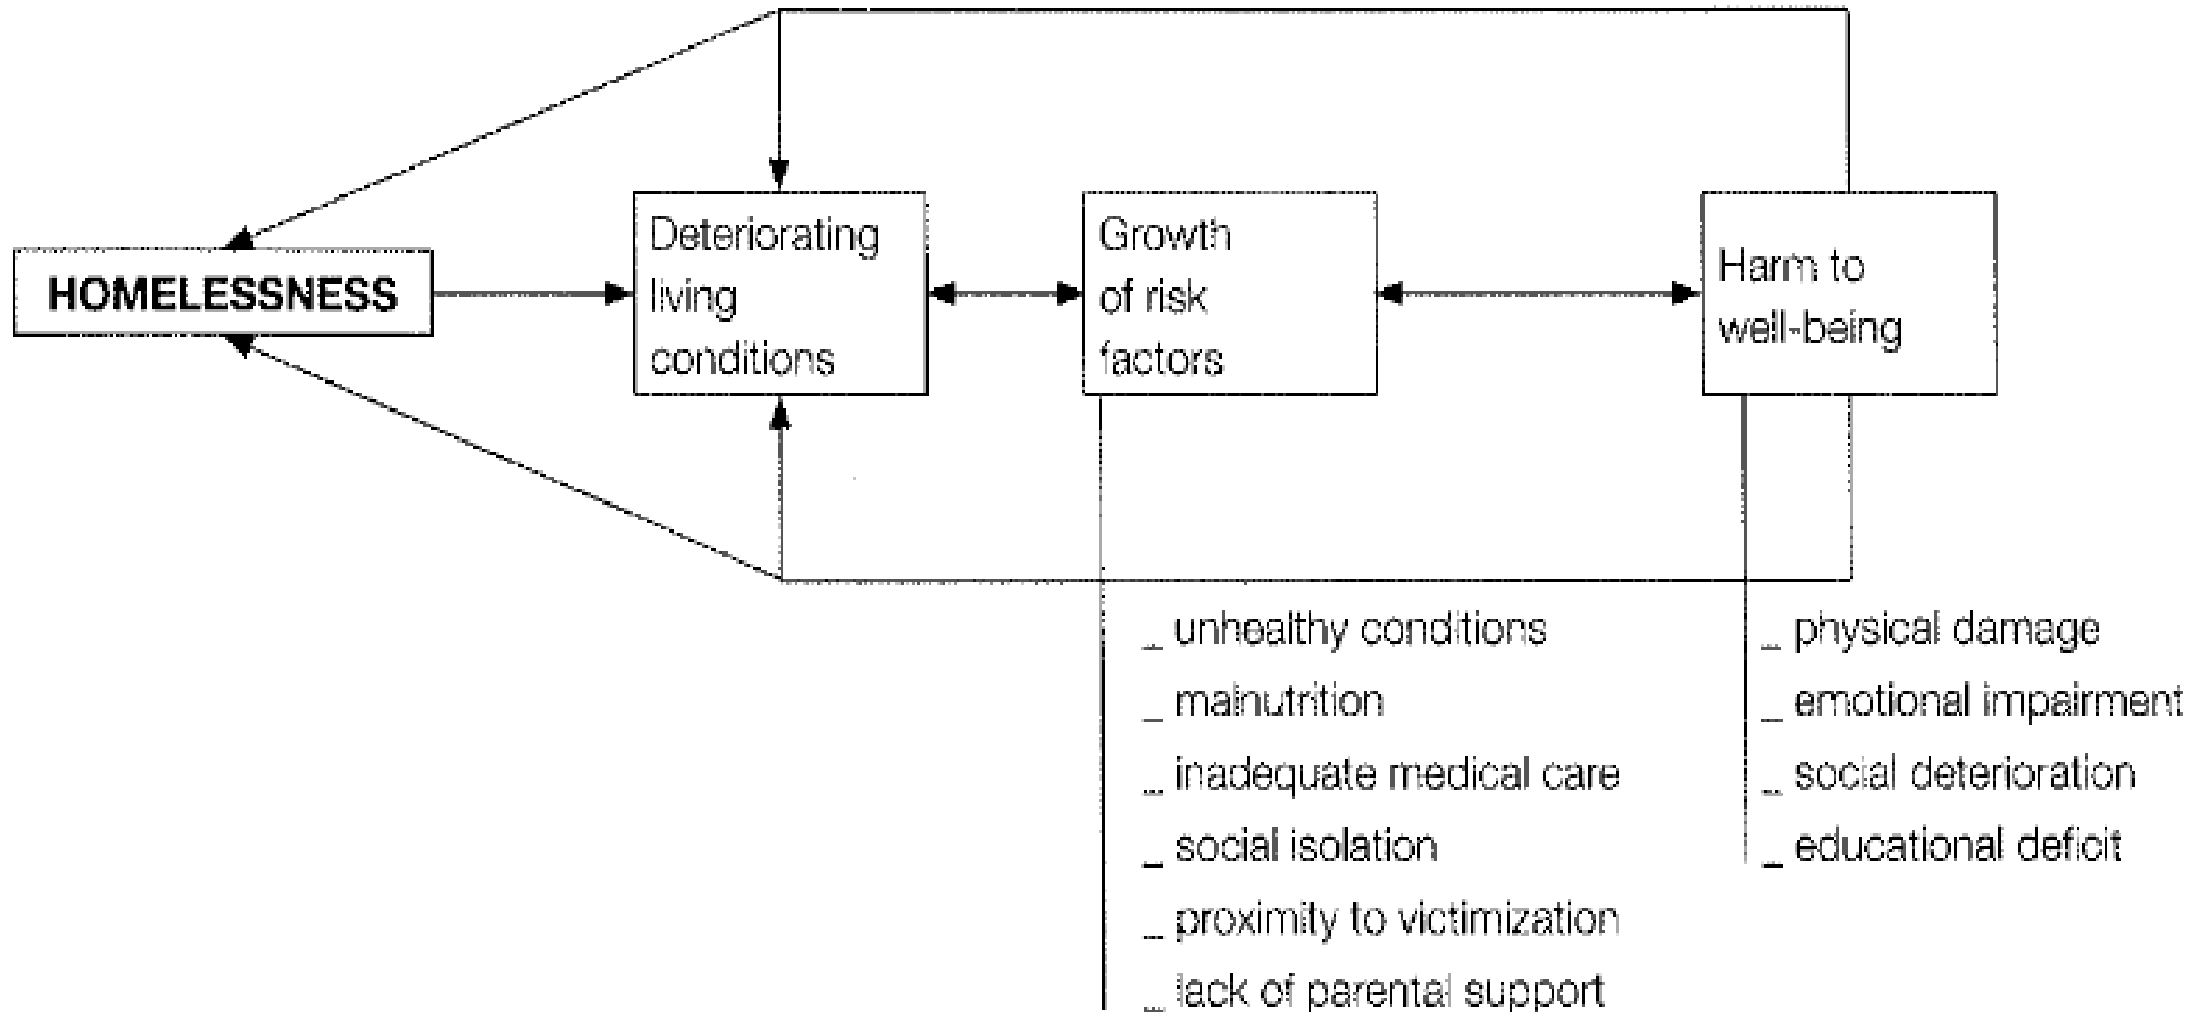 HOMELESSNESS
Deteriorating
living
conditions
Growth
of risk
factors
Harm to
well-being
_ unhealthy conditions
_ malnutrition
_ inadequate medical care
_ social isolation
_ proximity to victimization
_ lack of parental support
_ physical damage
_ emotional impairment
_ social deterioration
_ educational deficit